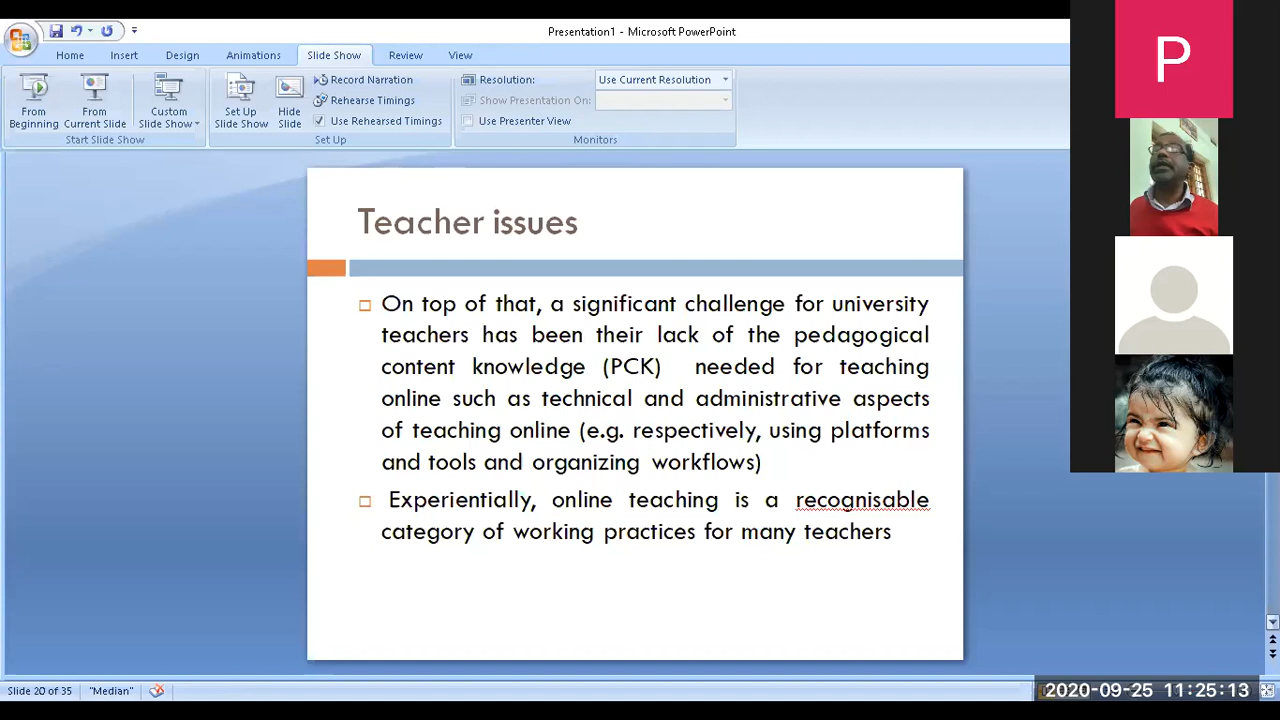 Presentation1 - Microsoft PowerPoint
Home Insert Design Animations Slide Show Review View
From Beginning
From Current Slide
Custom Slide Show
Start Slide Show
Set Up Slide Show
Hide Slide
Record Narration
Rehearse Timings
Use Rehearsed Timings
Set Up
Resolution: Use Current Resolution
Show Presentation On:
Use Presenter View
Monitors
P
Teacher issues
On top of that, a significant challenge for university
teachers has been their lack of the pedagogical
content knowledge (PCK) needed for teaching
online such as technical and administrative aspects
of teaching online (e.g. respectively, using platforms
and tools and organizing workflows)
Experientially, online teaching is a recognisable
category of working practices for many teachers
Slide 20 of 35 "Median"
2020-09-25 11:25:13